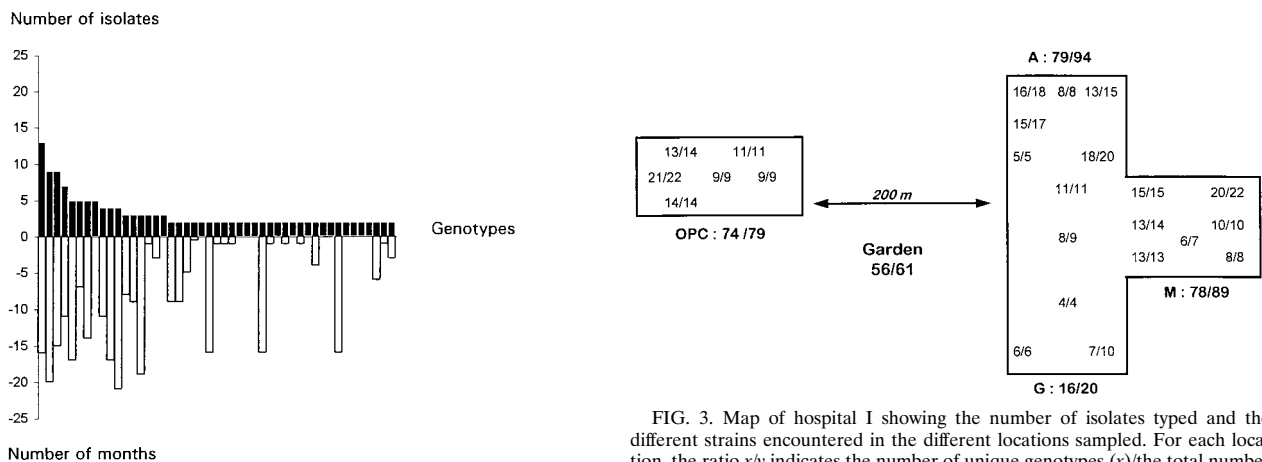 Number of isolates
25
20
15
10
5
0
-5
-10
-15
-20
-25
Genotypes
Number of months
A : 79/94
16/18 8/8 13/15
15/17
5/5 18/20
11/11
8/9
4/4
6/6 7/10
G : 16/20
13/14 11/11
21/22 9/9 9/9
14/14
OPC : 74 /79
200 m
Garden
56/61
15/15 20/22
13/14 10/10
6/7
13/13 8/8
M : 78/89
FIG. 3. Map of hospital I showing the number of isolates typed and the
different strains encountered in the different locations sampled. For each loca-
tion, the ratio x/y indicates the number of unique genotypes (x)/the total number